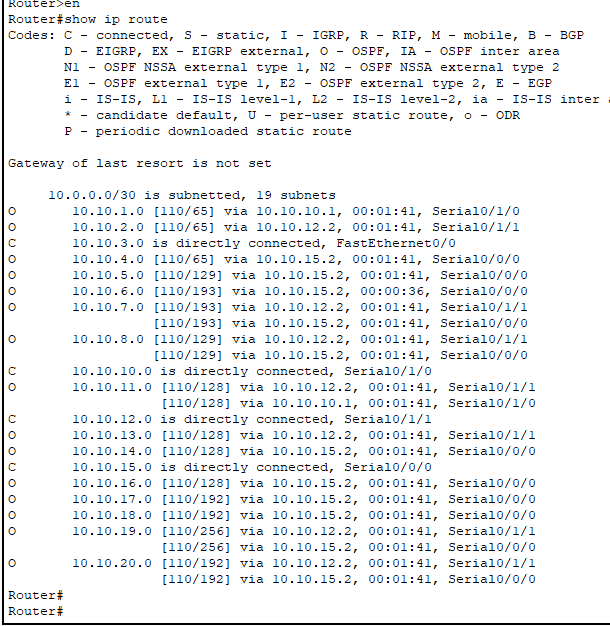 Router>en
Router#show ip route
Codes: C - connected, S - static, I - IGRP, R - RIP, M - mobile, B - BGP
D - EIGRP, EX - EIGRP external, O - OSPF, IA - OSPF inter area
N1 - OSPF NSSA external type 1, N2 - OSPF NSSA external type 2
E1 - OSPF external type 1, E2 - OSPF external type 2, E - EGP
i - IS-IS, L1 - IS-IS level-1, L2 - IS-IS level-2, ia - IS-IS inter
* - candidate default, U - per-user static route, o - ODR
P - periodic downloaded static route
Gateway of last resort is not set
10.0.0.0/30 is subnetted, 19 subnets
O 10.10.1.0 [110/65] via 10.10.10.1, 00:01:41, Serial0/1/0
O 10.10.2.0 [110/65] via 10.10.12.2, 00:01:41, Serial0/1/1
C 10.10.3.0 is directly connected, FastEthernet0/0
O 10.10.4.0 [110/65] via 10.10.15.2, 00:01:41, Serial0/0/0
O 10.10.5.0 [110/129] via 10.10.15.2, 00:01:41, Serial0/0/0
O 10.10.6.0 [110/193] via 10.10.15.2, 00:00:36, Serial0/0/0
O 10.10.7.0 [110/193] via 10.10.12.2, 00:01:41, Serial0/1/1
[110/193] via 10.10.15.2, 00:01:41, Serial0/0/0
O 10.10.8.0 [110/129] via 10.10.12.2, 00:01:41, Serial0/1/1
[110/129] via 10.10.15.2, 00:01:41, Serial0/0/0
C 10.10.10.0 is directly connected, Serial0/1/0
O 10.10.11.0 [110/128] via 10.10.12.2, 00:01:41, Serial0/1/1
[110/128] via 10.10.10.1, 00:01:41, Serial0/1/0
C 10.10.12.0 is directly connected, Serial0/1/1
O 10.10.13.0 [110/128] via 10.10.12.2, 00:01:41, Serial0/1/1
O 10.10.14.0 [110/128] via 10.10.15.2, 00:01:41, Serial0/0/0
C 10.10.15.0 is directly connected, Serial0/0/0
O 10.10.16.0 [110/128] via 10.10.15.2, 00:01:41, Serial0/0/0
O 10.10.17.0 [110/192] via 10.10.15.2, 00:01:41, Serial0/0/0
O 10.10.18.0 [110/192] via 10.10.15.2, 00:01:41, Serial0/0/0
O 10.10.19.0 [110/256] via 10.10.12.2, 00:01:41, Serial0/1/1
[110/256] via 10.10.15.2, 00:01:41, Serial0/0/0
O 10.10.20.0 [110/192] via 10.10.12.2, 00:01:41, Serial0/1/1
[110/192] via 10.10.15.2, 00:01:41, Serial0/0/0
Router#
Router#